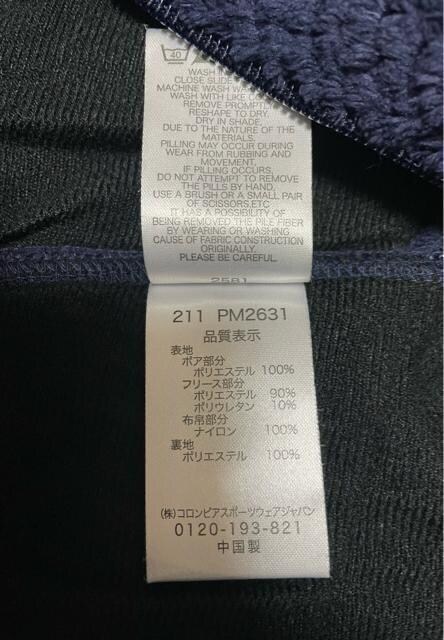 40
WASH
CLOSE SLIDE
MACHINE WASH
WASH WITH LIKE
REMOVE PROMPTLY
RESHAPE TO DRY.
DRY IN SHADE.
DUE TO THE NATURE OF THE
MATERIALS.
PILLING MAY OCCUR DURING
WEAR FROM RUBBING AND
MOVEMENT.
IF PILLING OCCURS,
DO NOT ATTEMPT TO REMOVE
THE PILLS BY HAND.
USE A BRUSH OR A SMALL PAIR
OF SCISSORS,ETC
IT HAS A POSSIBILITY OF
BEING REMOVED THE PILE FIBER
BY WEARING OR WASHING
CAUSE OF FABRIC CONSTRUCTION
ORIGINALLY.
PLEASE BE CAREFUL.
2581
211 PM2631
品質表示
表地
ボア部分
ポリエステル 100%
フリース部分
ポリエステル 90%
ポリウレタン 10%
布帛部分
ナイロン 100%
裏地
ポリエステル 100%
(株)コロンビアスポーツウェアジャパン
0120-193-821
中国製